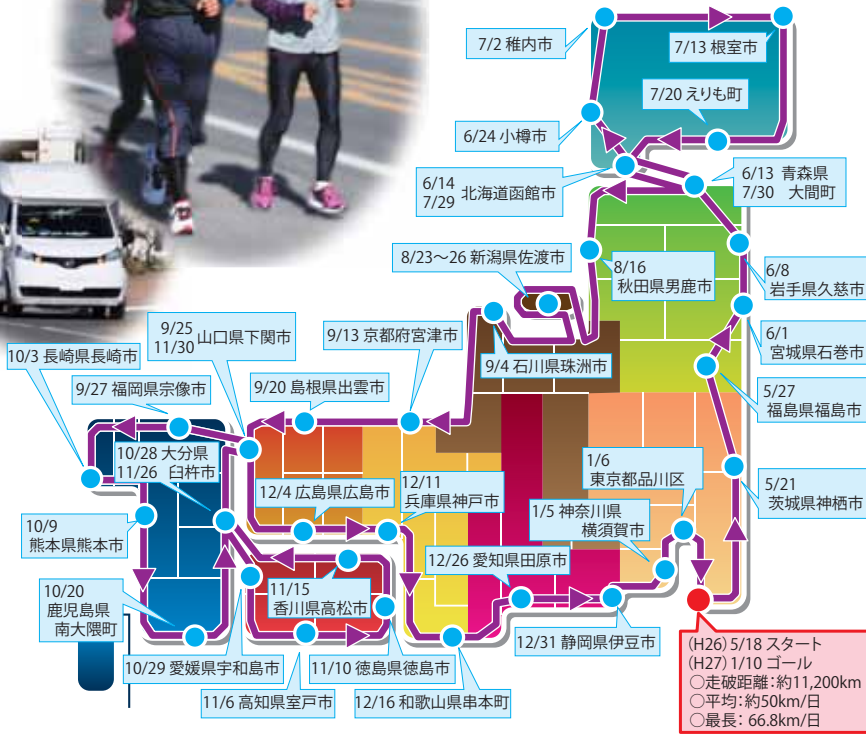 7/2 稚内市
7/13 根室市
7/20 えりも町
6/24 小樽市
6/14
7/29 北海道函館市
6/13 青森県
7/30 大間町
8/23～26 新潟県佐渡市
8/16
秋田県男鹿市
6/8
岩手県久慈市
9/25
11/30 山口県下関市
9/13 京都府宮津市
9/4 石川県珠洲市
6/1
宮城県石巻市
10/3 長崎県長崎市
9/27 福岡県宗像市
9/20 島根県出雲市
5/27
福島県福島市
10/28 大分県
11/26 臼杵市
12/4 広島県広島市
12/11
兵庫県神戸市
1/6
東京都品川区
5/21
茨城県神栖市
1/5 神奈川県
横須賀市
10/9
熊本県熊本市
12/26 愛知県田原市
11/15
香川県高松市
10/20
鹿児島県
南大隈町
12/31 静岡県伊豆市
10/29 愛媛県宇和島市
11/10 徳島県徳島市
11/6 高知県室戸市
12/16 和歌山県串本町
(H26) 5/18 スタート
(H27) 1/10 ゴール
○走破距離：約11,200km
○平均：約50km/日
○最長： 66.8km/日